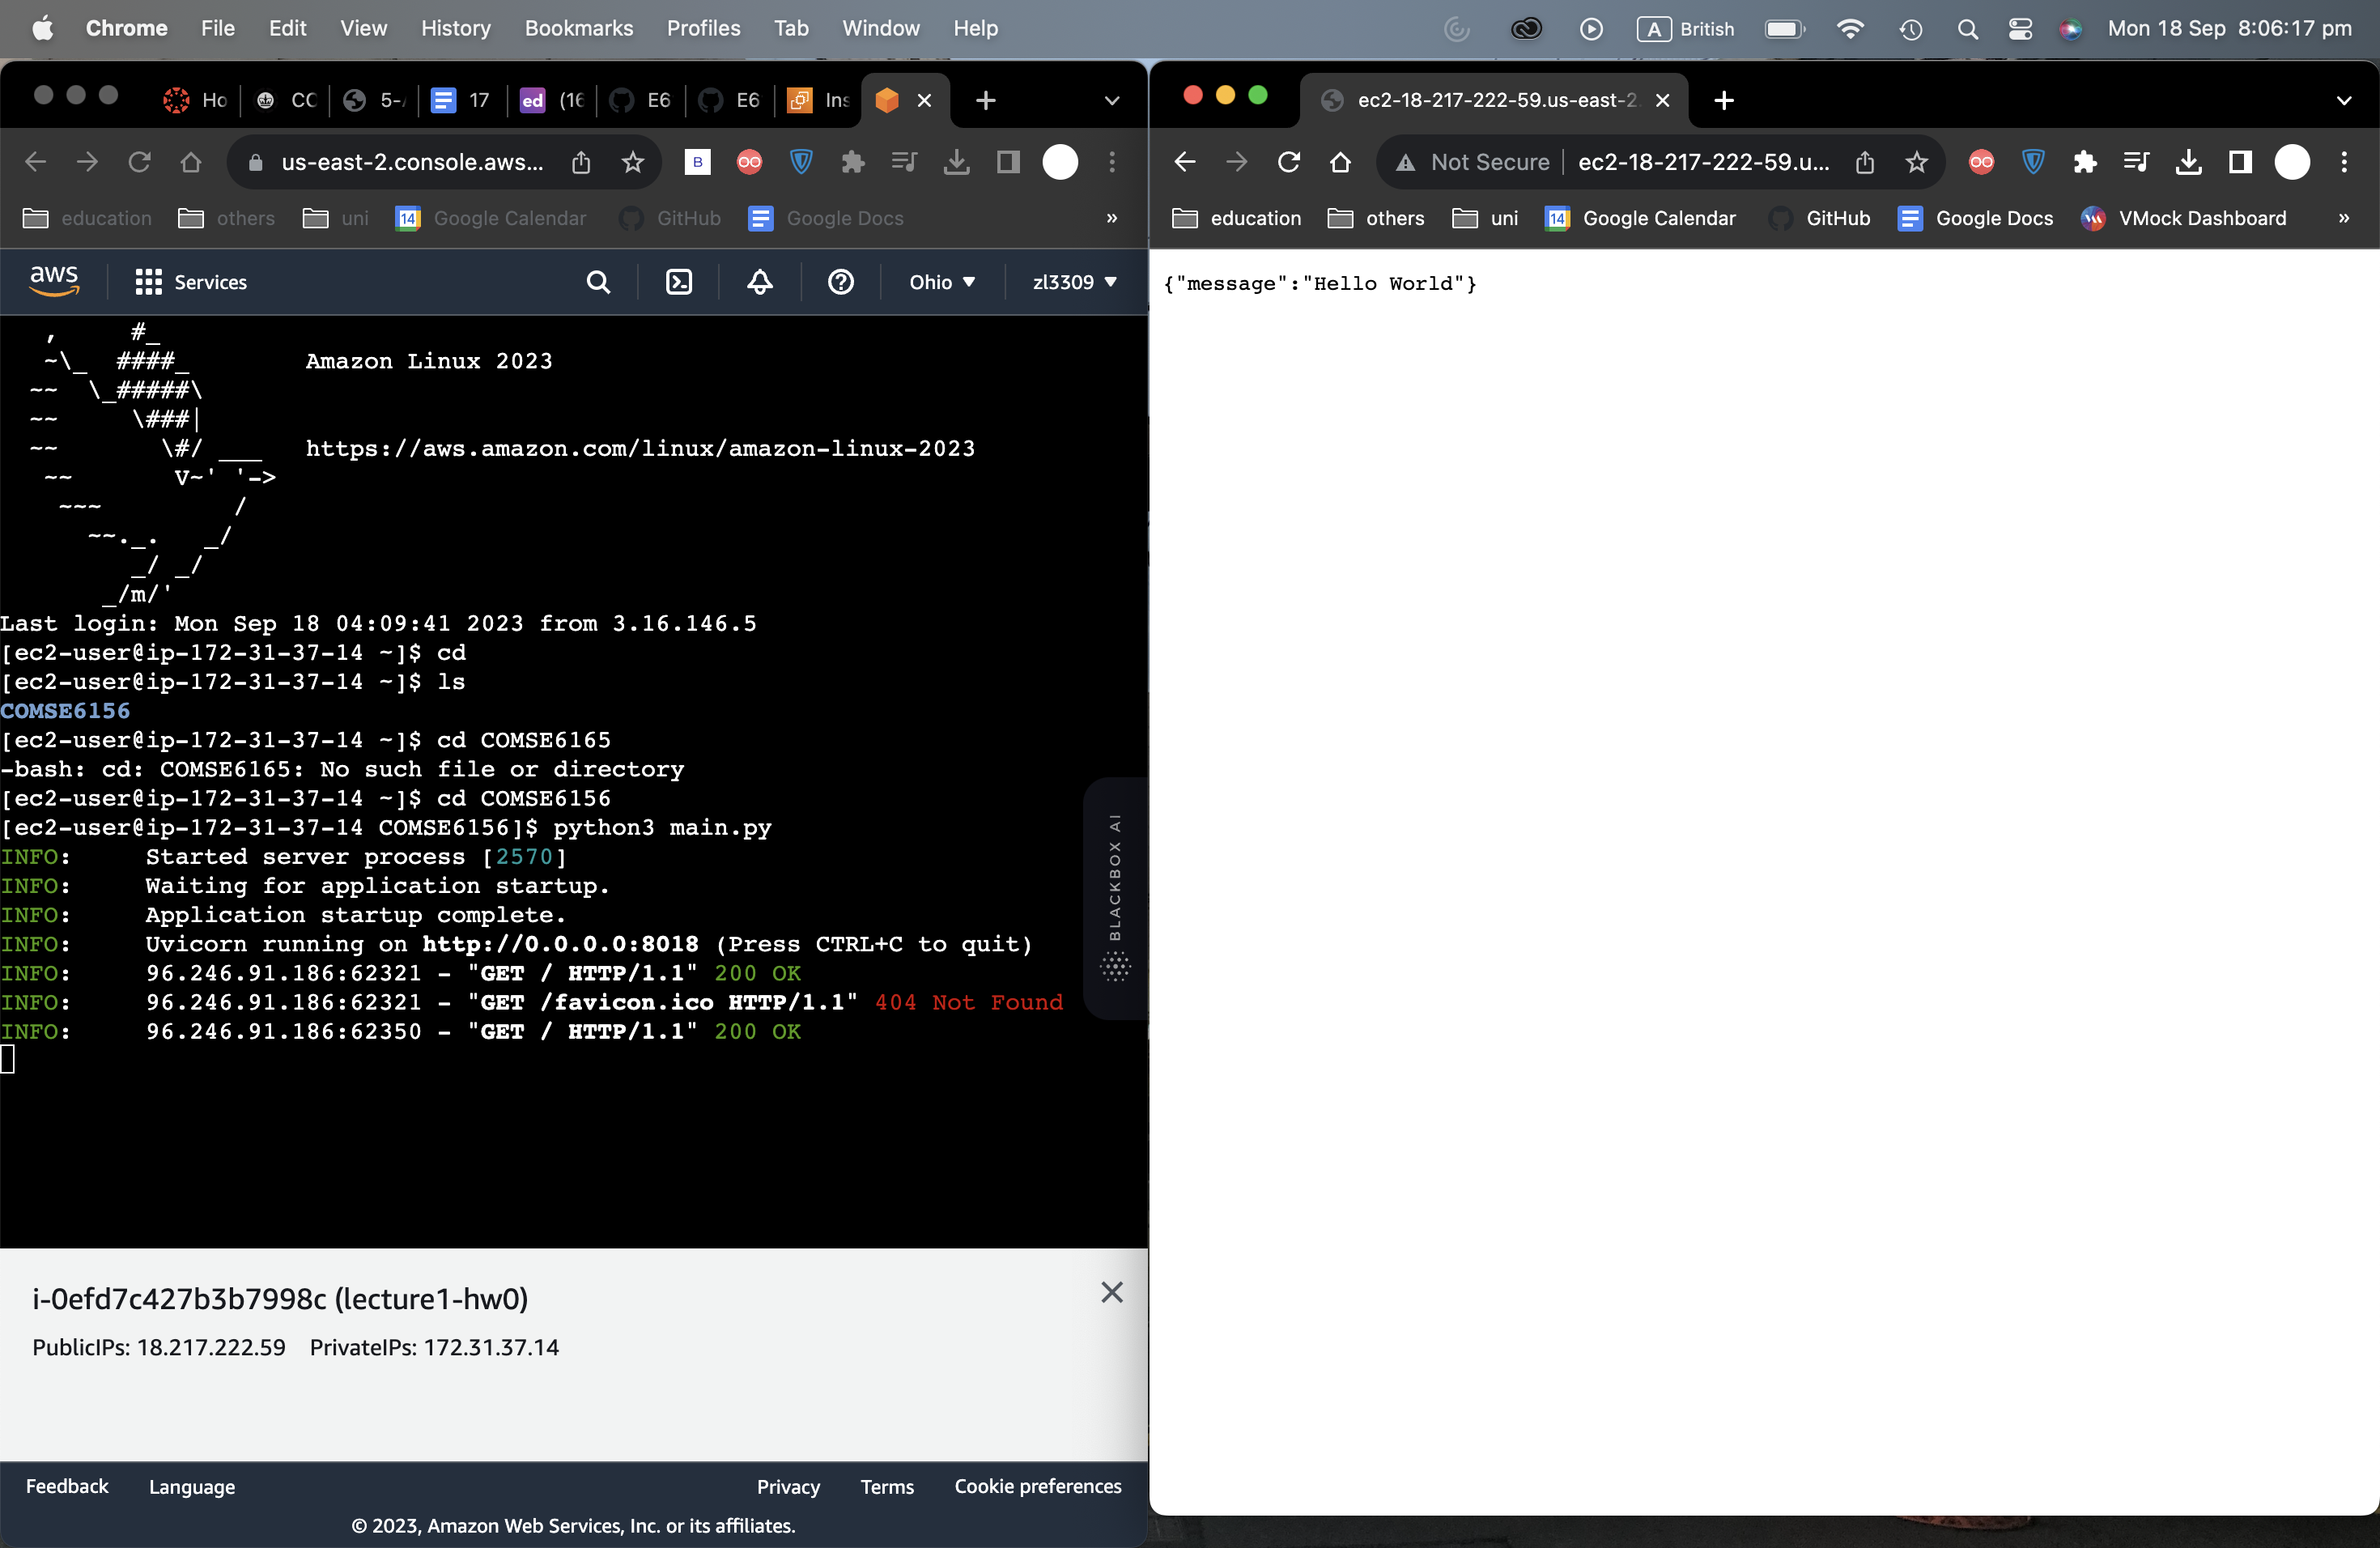 Chrome File Edit View History Bookmarks Profiles Tab Window Help A British Mon 18 Sep 8:06:17 pm
Ho CC 5-/ 17 ed (16 E6 E6 Ins
us-east-2.console.aws...
education others uni 14 Google Calendar GitHub Google Docs »
aws Services Ohio ▼ zl3309 ▼
   ,     #_
   ~\_  ####_        Amazon Linux 2023
  ~~  \_#####\
  ~~     \###|
  ~~       \#/ ___   https://aws.amazon.com/linux/amazon-linux-2023
   ~~       V~' '->
    ~~~         /
      ~~._.   _/
         _/ _/
       _/m/'
Last login: Mon Sep 18 04:09:41 2023 from 3.16.146.5
[ec2-user@ip-172-31-37-14 ~]$ cd
[ec2-user@ip-172-31-37-14 ~]$ ls
COMSE6156
[ec2-user@ip-172-31-37-14 ~]$ cd COMSE6165
-bash: cd: COMSE6165: No such file or directory
[ec2-user@ip-172-31-37-14 ~]$ cd COMSE6156
[ec2-user@ip-172-31-37-14 COMSE6156]$ python3 main.py
INFO:     Started server process [2570]
INFO:     Waiting for application startup.
INFO:     Application startup complete.
INFO:     Uvicorn running on http://0.0.0.0:8018 (Press CTRL+C to quit)
INFO:     96.246.91.186:62321 - "GET / HTTP/1.1" 200 OK
INFO:     96.246.91.186:62321 - "GET /favicon.ico HTTP/1.1" 404 Not Found
INFO:     96.246.91.186:62350 - "GET / HTTP/1.1" 200 OK
BLACKBOX AI
i-0efd7c427b3b7998c (lecture1-hw0)
PublicIPs: 18.217.222.59 PrivateIPs: 172.31.37.14
Feedback Language Privacy Terms Cookie preferences
© 2023, Amazon Web Services, Inc. or its affiliates.
ec2-18-217-222-59.us-east-2.
Not Secure ec2-18-217-222-59.u...
education others uni 14 Google Calendar GitHub Google Docs VMock Dashboard »
{"message":"Hello World"}